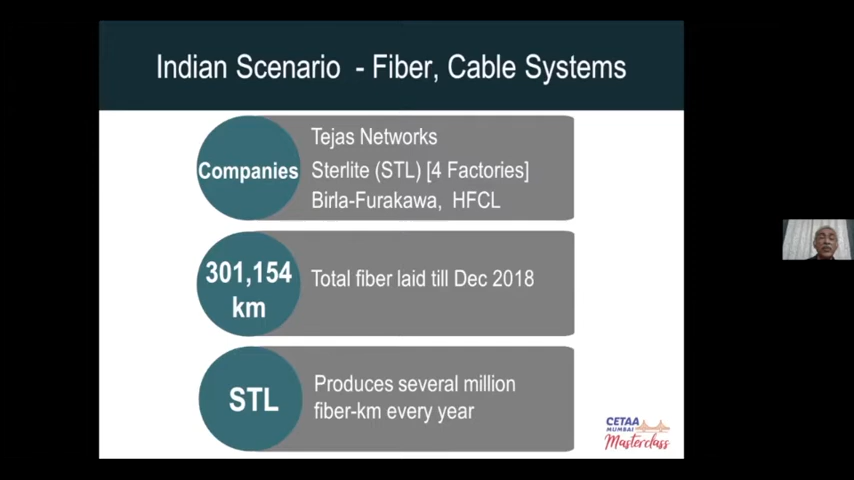 Indian Scenario - Fiber, Cable Systems
Companies
Tejas Networks
Sterlite (STL) [4 Factories]
Birla-Furakawa, HFCL
301,154
km
Total fiber laid till Dec 2018
STL
Produces several million
fiber-km every year
CETAA
MUMBAI
Masterclass